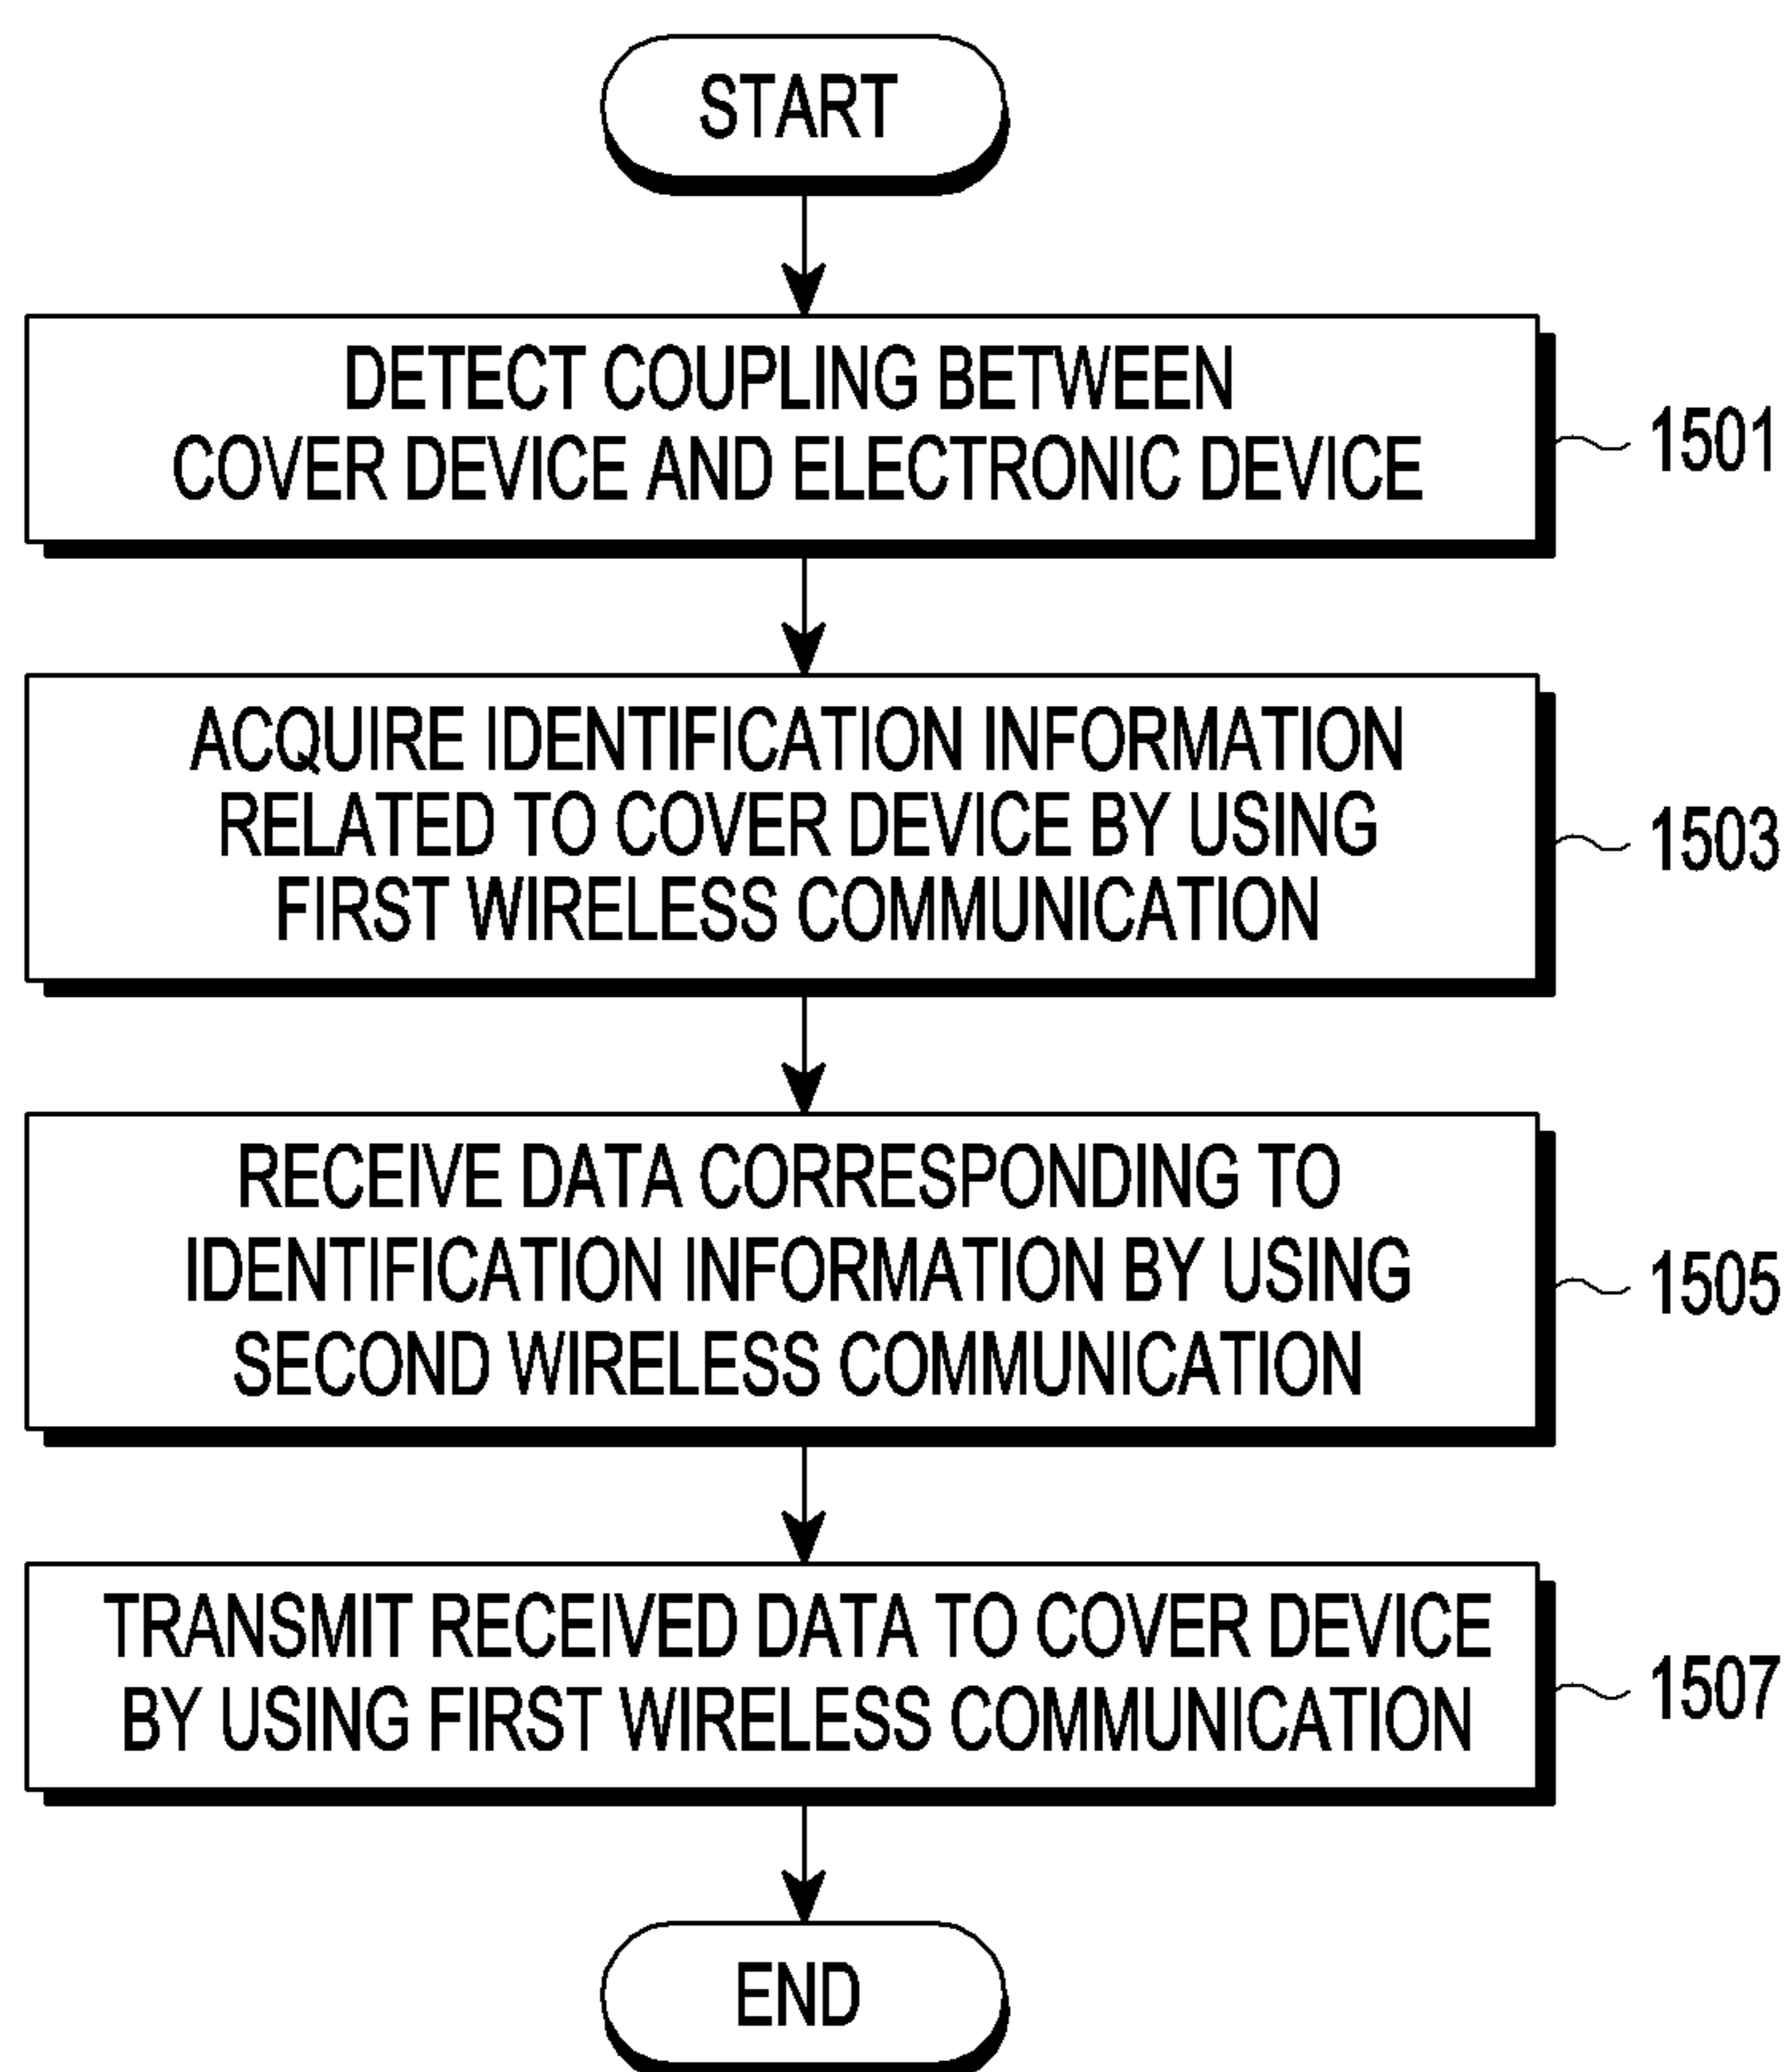 START
DETECT COUPLING BETWEEN
COVER DEVICE AND ELECTRONIC DEVICE
1501
ACQUIRE IDENTIFICATION INFORMATION
RELATED TO COVER DEVICE BY USING
FIRST WIRELESS COMMUNICATION
1503
RECEIVE DATA CORRESPONDING TO
IDENTIFICATION INFORMATION BY USING
SECOND WIRELESS COMMUNICATION
1505
TRANSMIT RECEIVED DATA TO COVER DEVICE
BY USING FIRST WIRELESS COMMUNICATION
1507
END